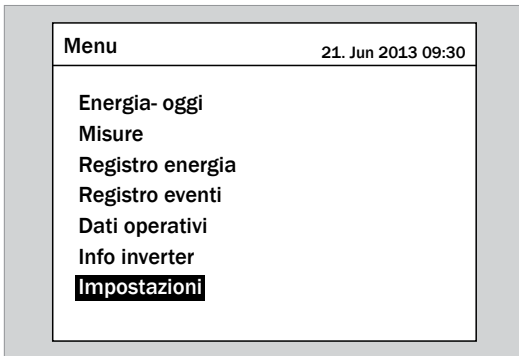 Menu
21. Jun 2013 09:30
Energia- oggi
Misure
Registro energia
Registro eventi
Dati operativi
Info inverter
Impostazioni